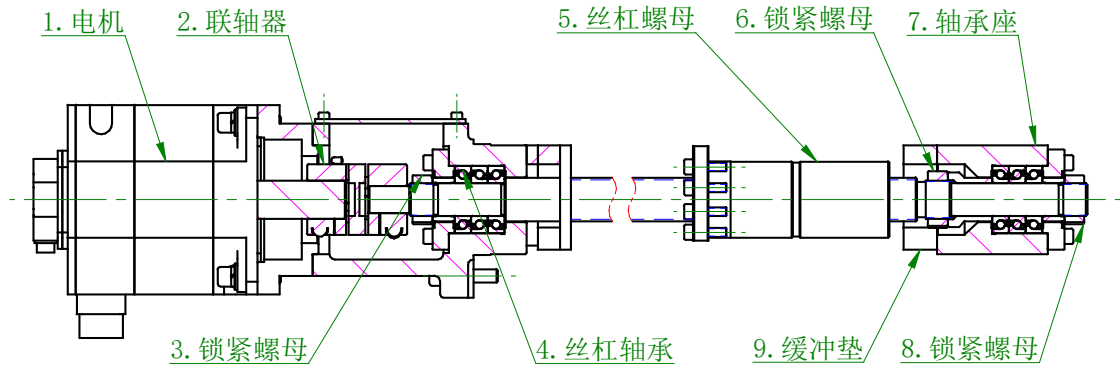 1.电机
2.联轴器
5.丝杠螺母
6.锁紧螺母
7.轴承座
3.锁紧螺母
4.丝杠轴承
9.缓冲垫
8.锁紧螺母